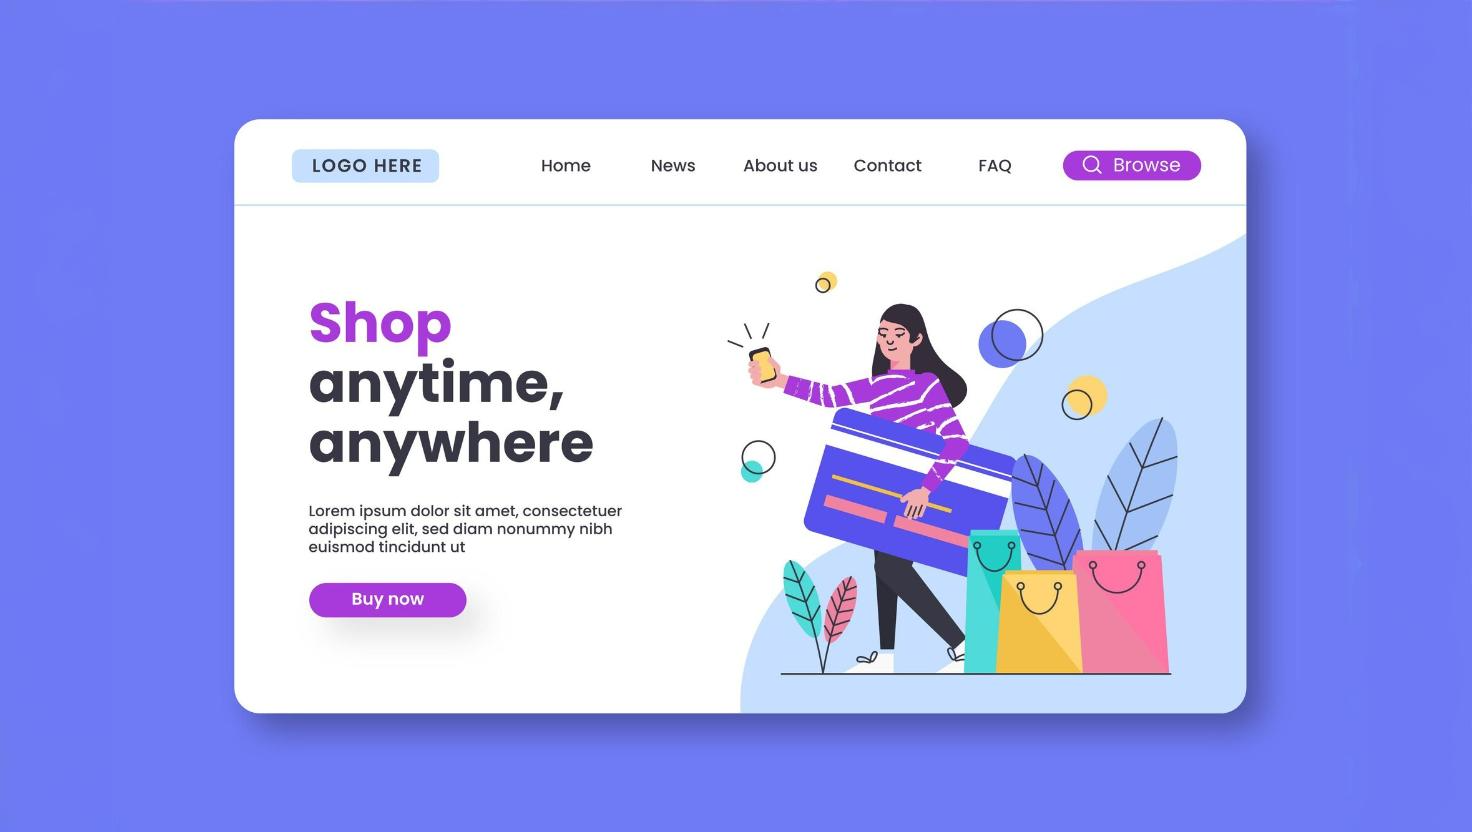 LOGO HERE
Home News About us Contact FAQ Browse
Shop
anytime,
anywhere
Lorem ipsum dolor sit amet, consectetuer
adipiscing elit, sed diam nonummy nibh
euismod tincidunt ut
Buy now